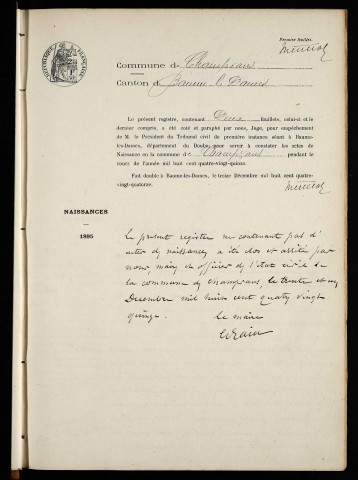 Premier feuillet.
Commune de Champvans
Canton de Baume les Dames
Le présent registre, contenant Deux feuillets, celui-ci et le
dernier compris, a été coté et paraphé par nous, Juge, pour empêchement
de M. le Président du Tribunal civil de première instance séant à Baume-
les-Dames, département du Doubs, pour servir à constater les actes de
Naissance en la commune de Champvans pendant le
cours de l'année mil huit cent quatre-vingt-quinze.
Fait double à Baume-les-Dames, le treize Décembre mil huit cent quatre-
vingt-quatorze.
NAISSANCES
1895
Le présent registre ne contenant pas d'
actes de naissances, a été clos et arrêté par
nous, maire et officier de l'état civil de
la commune de Champvans, le trente et un
Décembre mil huit cent quatre vingt
quinze.
le maire